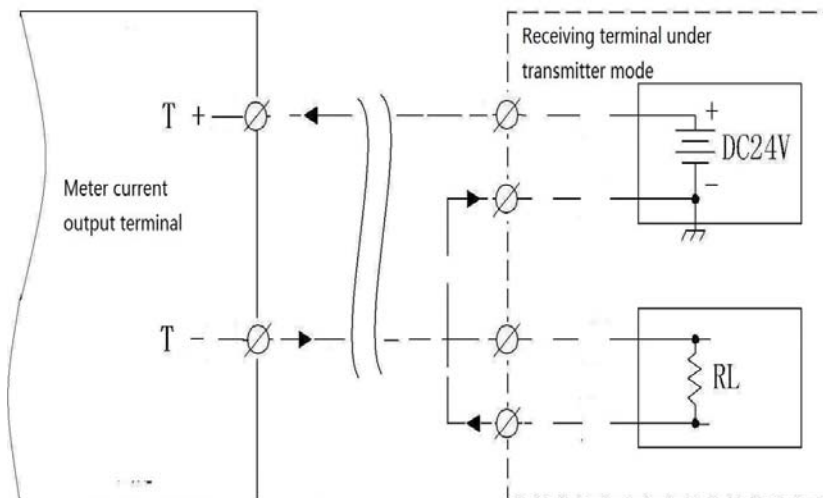 Receiving terminal under
transmitter mode
T +
+
DC24V
-
Meter current
output terminal
T -
RL